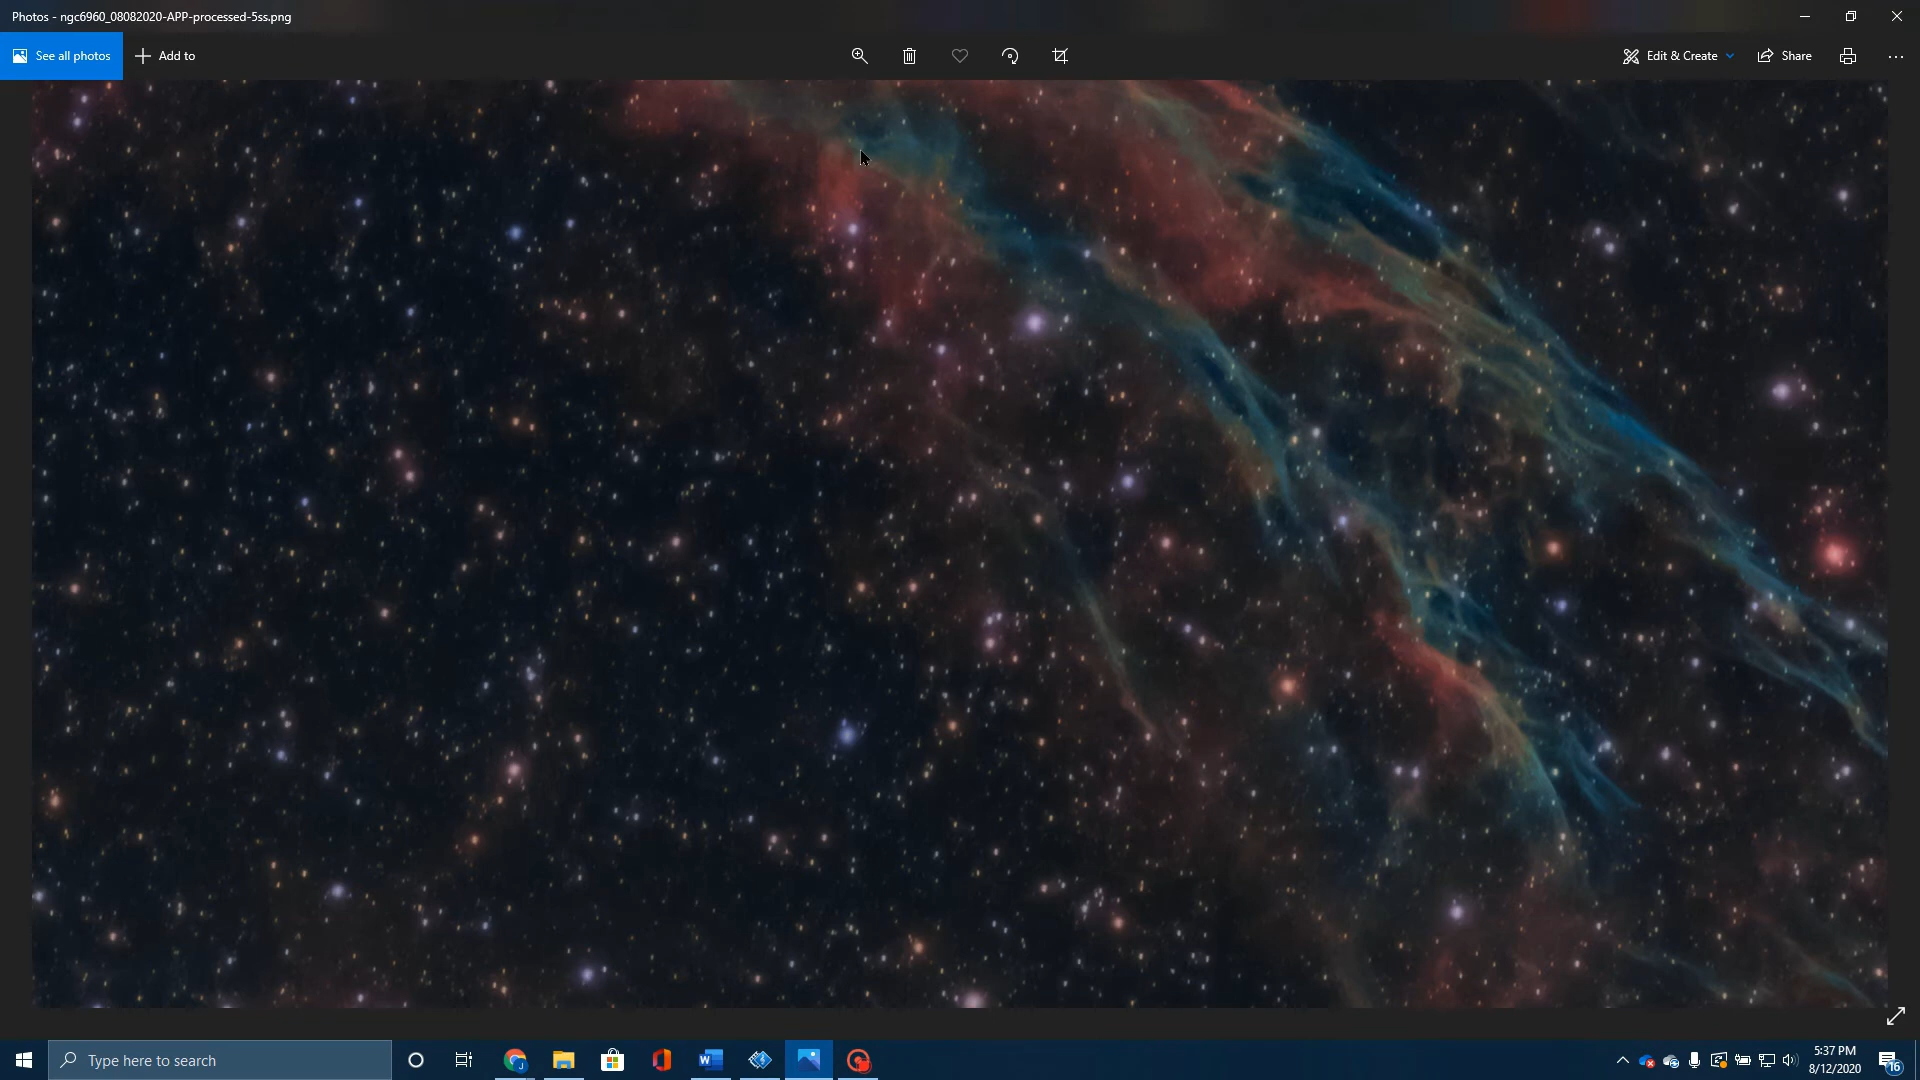 Photos - ngc6960_08082020-APP-processed-5ss.png
See all photos
Add to
Edit & Create
Share
Type here to search
5:37 PM
8/12/2020
16